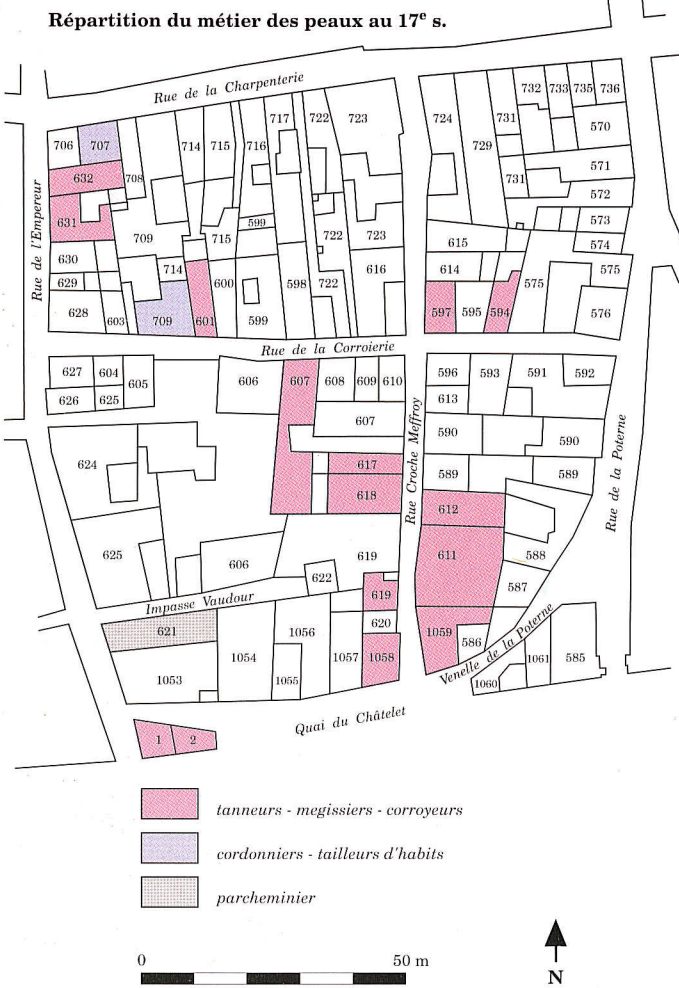 Répartition du métier des peaux au 17e s.
Rue de la Charpenterie
732 733 735 736
717 722 723 724 731 570
706 707 714 715 716 729
632 708 731 571
572
631 599 573
709 715 722 723 615 574
630 714 600 616 614 575 575
629 598 722
628 603 709 601 599 597 595 594 576
Rue de l'Empereur
Rue de la Corroierie
627 604 605 606 607 608 609 610 596 593 591 592
626 625 613
607 590 590
624 617 589 589
618 612
Rue Croche Meffroy
Rue de la Poterne
625 606 619 611 588
622 587
Impasse Vaudour
619
621 1056 620 1059 586
1054 1057 1058 1061 585
1053 1055 1060
Venelle de la Poterne
Quai du Châtelet
1 2
tanneurs - megissiers - corroyeurs
cordonniers - tailleurs d'habits
parcheminier
0 50 m
N